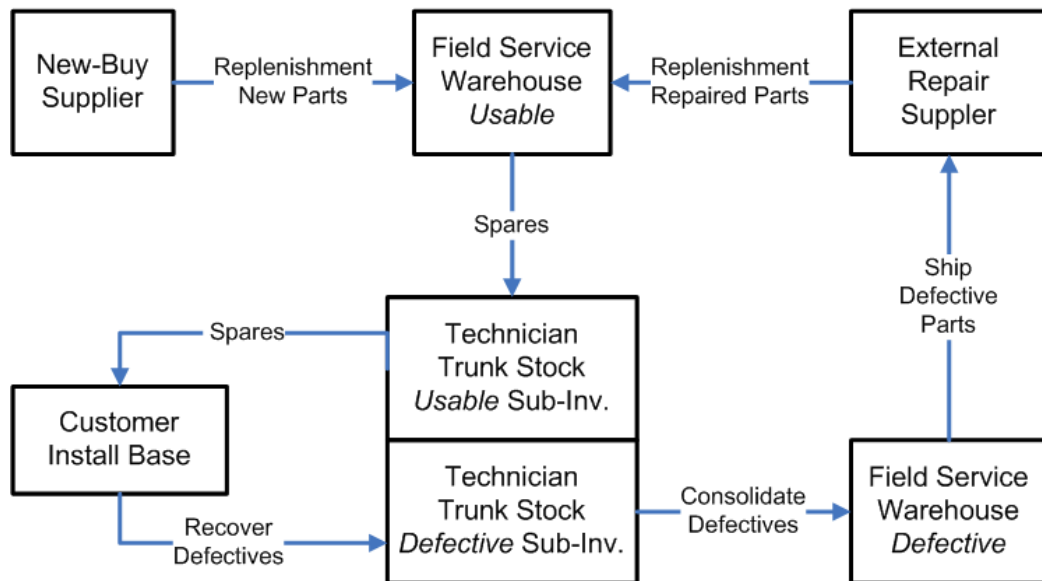 New-Buy
Supplier
Replenishment
New Parts
Field Service
Warehouse
Usable
Replenishment
Repaired Parts
External
Repair
Suppler
Spares
Ship
Defective
Parts
Spares
Technician
Trunk Stock
Usable Sub-Inv.
Customer
Install Base
Technician
Trunk Stock
Defective Sub-Inv.
Recover
Defectives
Consolidate
Defectives
Field Service
Warehouse
Defective